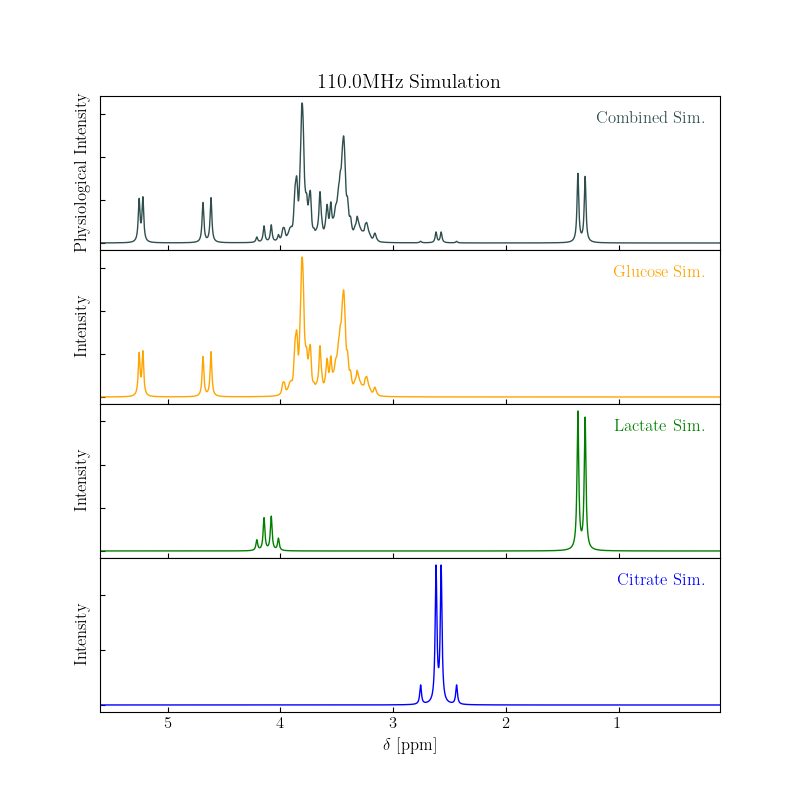 110.0MHz Simulation
Physiological Intensity
Combined Sim.
Intensity
Glucose Sim.
Intensity
Lactate Sim.
Intensity
Citrate Sim.
5 4 3 2 1
δ [ppm]